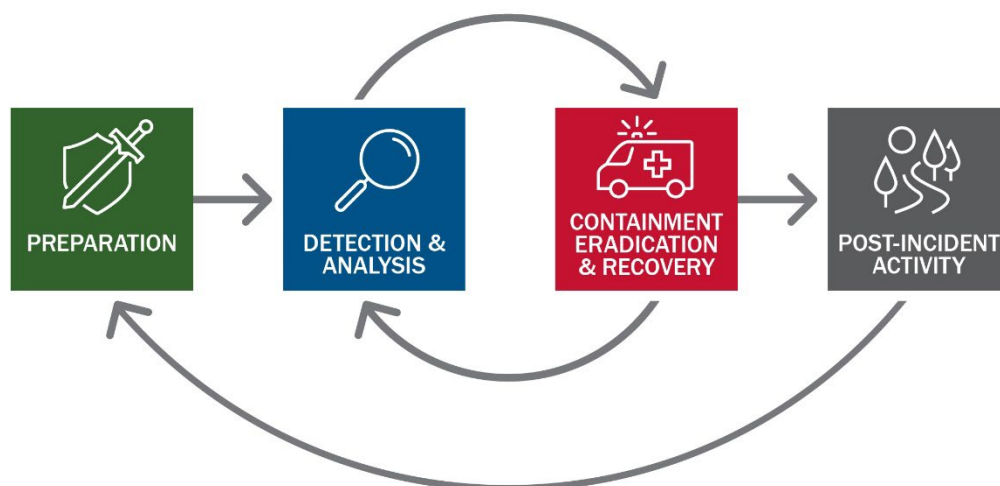 PREPARATION
DETECTION &
ANALYSIS
CONTAINMENT
ERADICATION
& RECOVERY
POST-INCIDENT
ACTIVITY